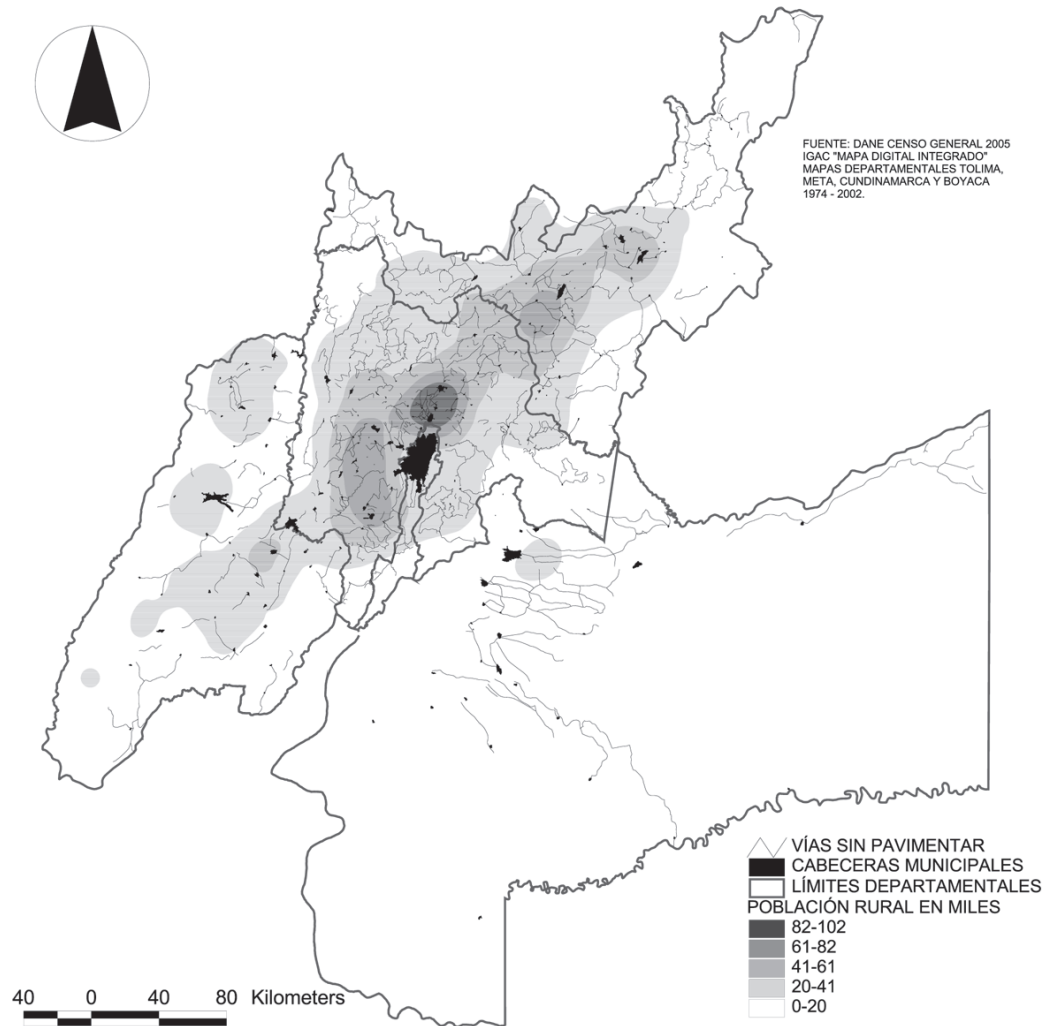 FUENTE: DANE CENSO GENERAL 2005
IGAC "MAPA DIGITAL INTEGRADO"
MAPAS DEPARTAMENTALES TOLIMA,
META, CUNDINAMARCA Y BOYACA
1974 - 2002.
VÍAS SIN PAVIMENTAR
CABECERAS MUNICIPALES
LÍMITES DEPARTAMENTALES
POBLACIÓN RURAL EN MILES
82-102
61-82
41-61
20-41
0-20
40 0 40 80 Kilometers